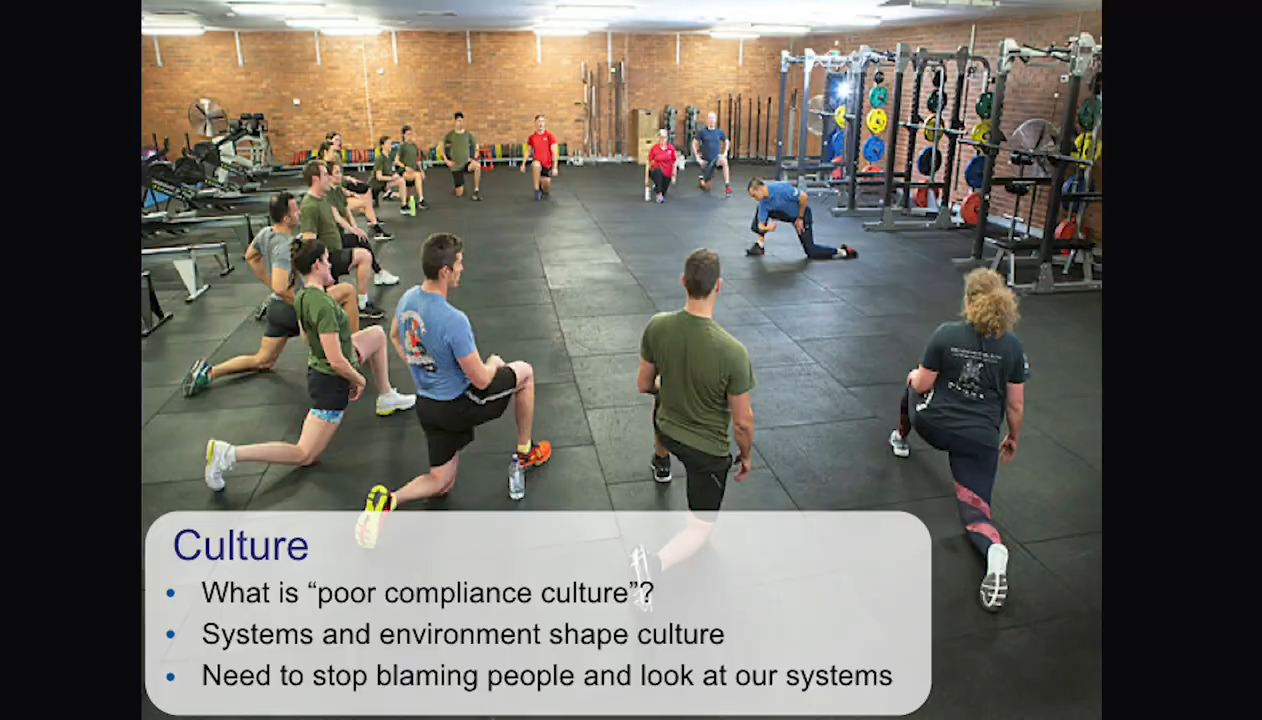 Culture
• What is “poor compliance culture”?
• Systems and environment shape culture
• Need to stop blaming people and look at our systems